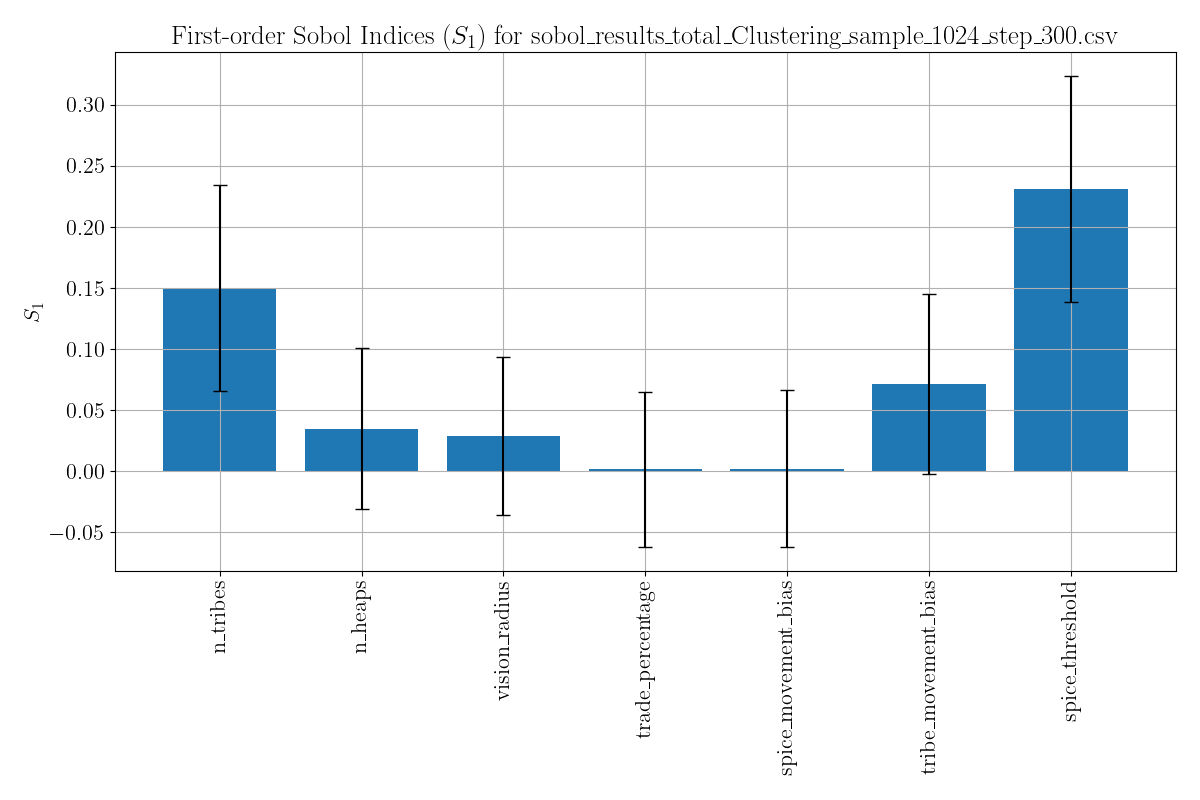 First-order Sobol Indices (S1) for sobol_results_total_Clustering_sample_1024_step_300.csv
S1
0.30
0.25
0.20
0.15
0.10
0.05
0.00
−0.05
n_tribes
n_heaps
vision_radius
trade_percentage
spice_movement_bias
tribe_movement_bias
spice_threshold